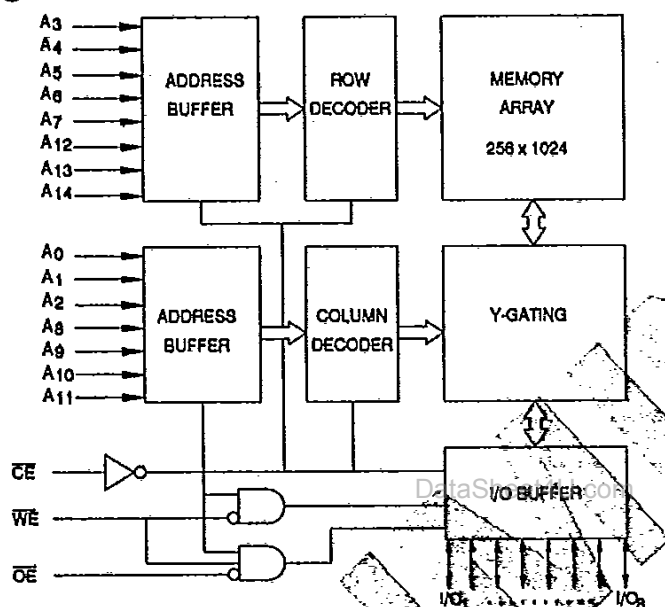 A3
A4
A5
A6
A7
A12
A13
A14
ADDRESS
BUFFER
ROW
DECODER
MEMORY
ARRAY
256 x 1024
A0
A1
A2
A8
A9
A10
A11
ADDRESS
BUFFER
COLUMN
DECODER
Y-GATING
CE
WE
OE
DataSheet4U.com
I/O BUFFER
I/O1
I/O8